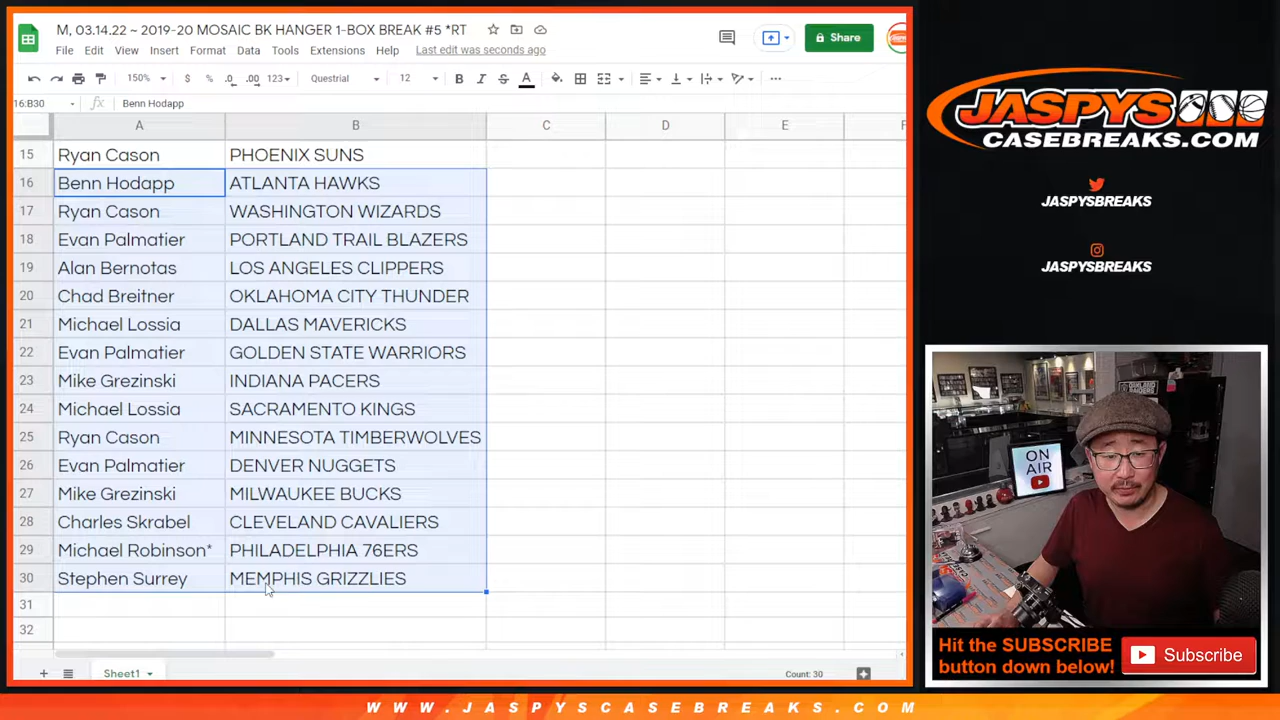 M, 03.14.22 ~ 2019-20 MOSAIC BK HANGER 1-BOX BREAK #5 *RT
File Edit View Insert Format Data Tools Extensions Help Last edit was seconds ago
Share
150% $ % .0 .00 123 Questrial 12 B I S A
16:B30 fx Benn Hodapp
A B C D E F
15 Ryan Cason PHOENIX SUNS
16 Benn Hodapp ATLANTA HAWKS
17 Ryan Cason WASHINGTON WIZARDS
18 Evan Palmatier PORTLAND TRAIL BLAZERS
19 Alan Bernotas LOS ANGELES CLIPPERS
20 Chad Breitner OKLAHOMA CITY THUNDER
21 Michael Lossia DALLAS MAVERICKS
22 Evan Palmatier GOLDEN STATE WARRIORS
23 Mike Grezinski INDIANA PACERS
24 Michael Lossia SACRAMENTO KINGS
25 Ryan Cason MINNESOTA TIMBERWOLVES
26 Evan Palmatier DENVER NUGGETS
27 Mike Grezinski MILWAUKEE BUCKS
28 Charles Skrabel CLEVELAND CAVALIERS
29 Michael Robinson* PHILADELPHIA 76ERS
30 Stephen Surrey MEMPHIS GRIZZLIES
31
32
Sheet1
Count: 30
JASPYS
CASEBREAKS.COM
JASPYSBREAKS
JASPYSBREAKS
OAKLAND
RAIDERS
ON
AIR
Hit the SUBSCRIBE
button down below!
Subscribe
WWW.JASPYSCASEBREAKS.COM